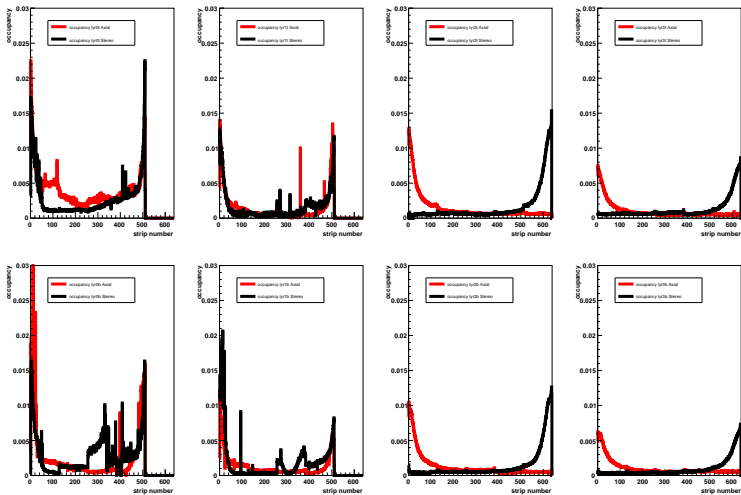 occupancy
0.03
0.025
0.02
0.015
0.01
0.005
0
occupancy lyr0t Axial
occupancy lyr0t Stereo
0 100 200 300 400 500 600
strip number
occupancy
0.03
0.025
0.02
0.015
0.01
0.005
0
occupancy lyr1t Axial
occupancy lyr1t Stereo
0 100 200 300 400 500 600
strip number
occupancy
0.03
0.025
0.02
0.015
0.01
0.005
0
occupancy lyr2t Axial
occupancy lyr2t Stereo
0 100 200 300 400 500 600
strip number
occupancy
0.03
0.025
0.02
0.015
0.01
0.005
0
occupancy lyr3t Axial
occupancy lyr3t Stereo
0 100 200 300 400 500 600
strip number
occupancy
0.03
0.025
0.02
0.015
0.01
0.005
0
occupancy lyr0b Axial
occupancy lyr0b Stereo
0 100 200 300 400 500 600
strip number
occupancy
0.03
0.025
0.02
0.015
0.01
0.005
0
occupancy lyr1b Axial
occupancy lyr1b Stereo
0 100 200 300 400 500 600
strip number
occupancy
0.03
0.025
0.02
0.015
0.01
0.005
0
occupancy lyr2b Axial
occupancy lyr2b Stereo
0 100 200 300 400 500 600
strip number
occupancy
0.03
0.025
0.02
0.015
0.01
0.005
0
occupancy lyr3b Axial
occupancy lyr3b Stereo
0 100 200 300 400 500 600
strip number